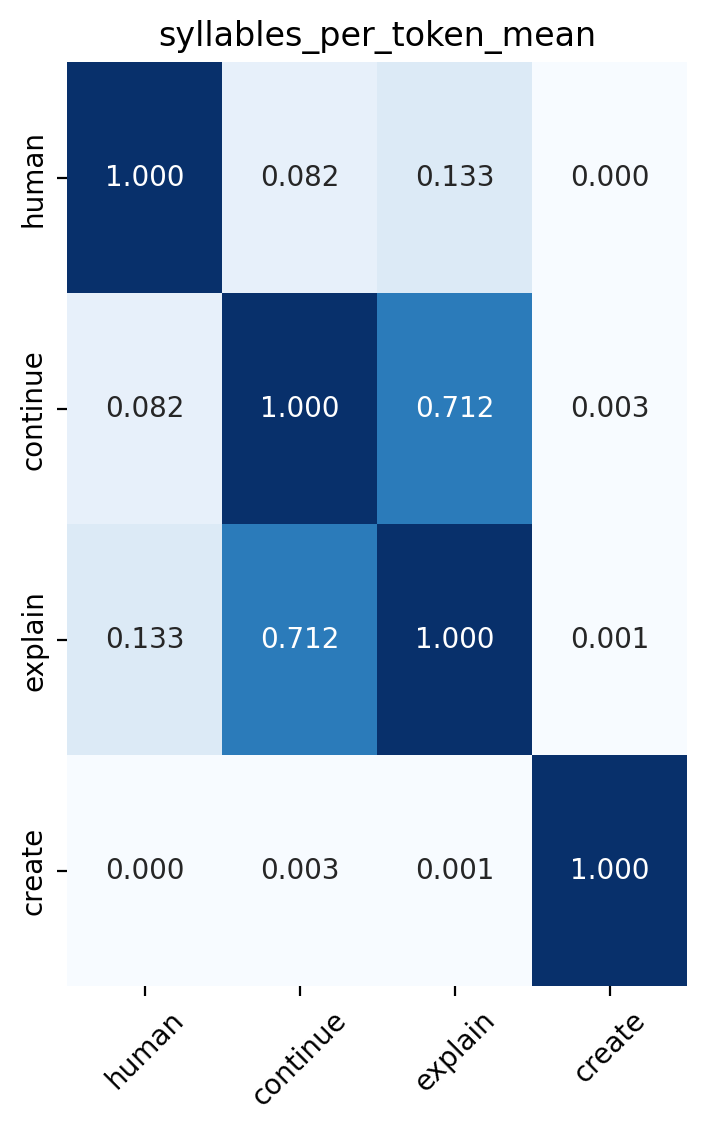 syllables_per_token_mean
human
1.000 0.082 0.133 0.000
continue
0.082 1.000 0.712 0.003
explain
0.133 0.712 1.000 0.001
create
0.000 0.003 0.001 1.000
human continue explain create